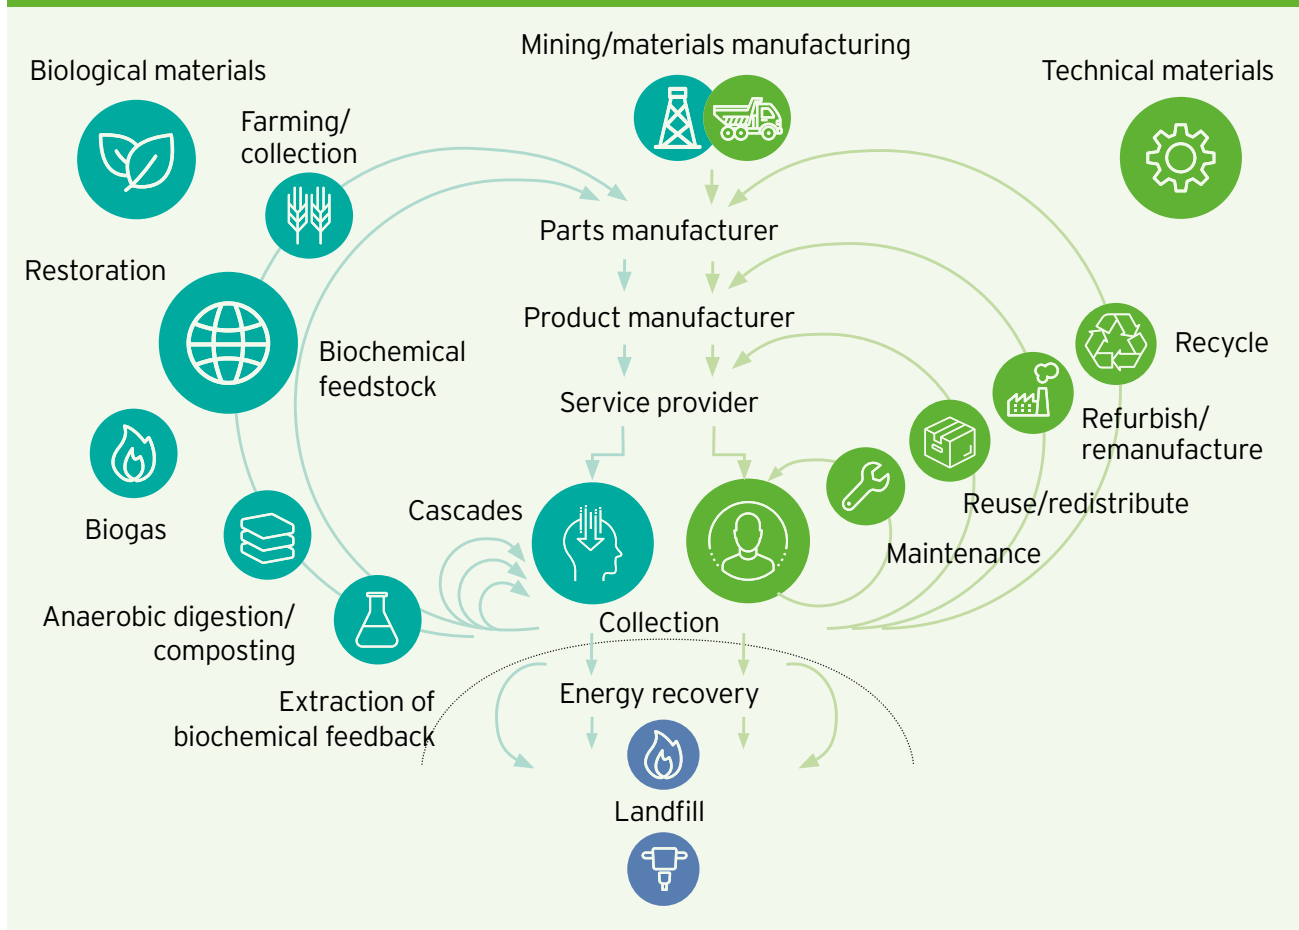 Mining/materials manufacturing
Biological materials
Technical materials
Farming/
collection
Parts manufacturer
Restoration
Product manufacturer
Biochemical
feedstock
Recycle
Service provider
Refurbish/
remanufacture
Cascades
Reuse/redistribute
Biogas
Maintenance
Anaerobic digestion/
composting
Collection
Extraction of
biochemical feedback
Energy recovery
Landfill